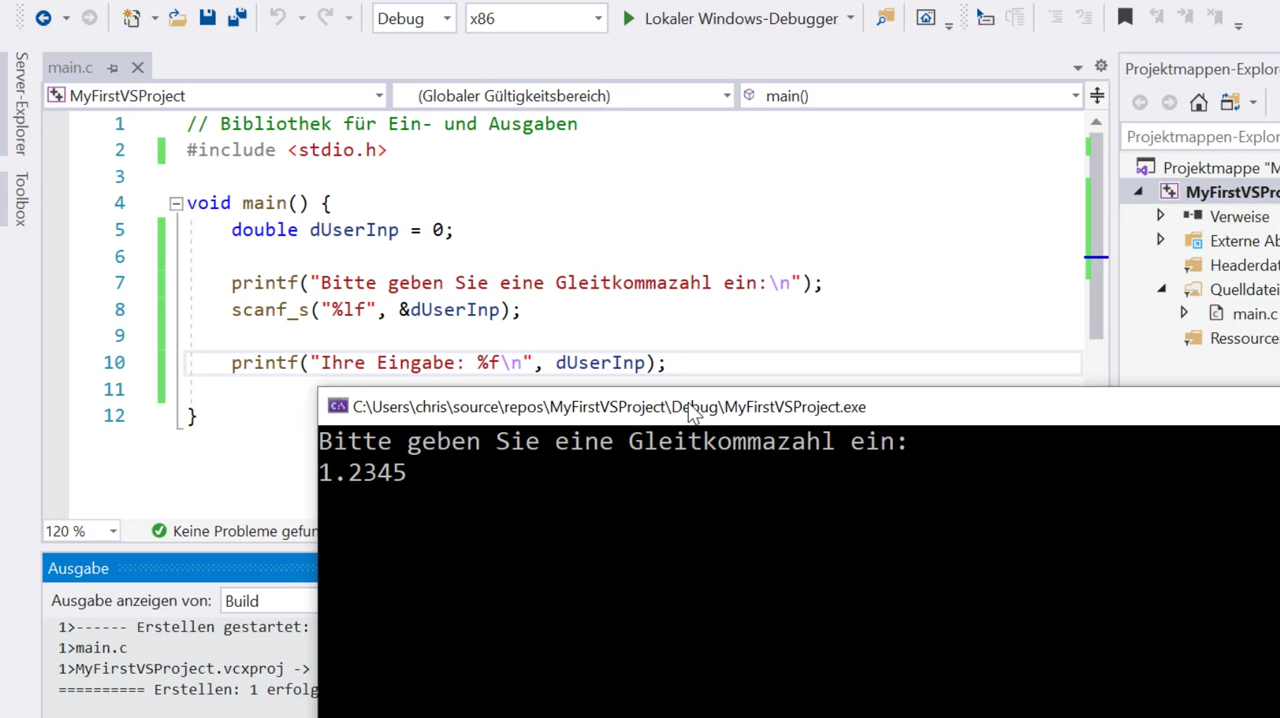 Debug
x86
Lokaler Windows-Debugger
Server-Explorer
Toolbox
main.c
Projektmappen-Explor
MyFirstVSProject
(Globaler Gültigkeitsbereich)
main()
Projektmappen-Explor
1 // Bibliothek für Ein- und Ausgaben
2 #include <stdio.h>
3
4 void main() {
5 double dUserInp = 0;
6
7 printf("Bitte geben Sie eine Gleitkommazahl ein:\n");
8 scanf_s("%lf", &dUserInp);
9
10 printf("Ihre Eingabe: %f\n", dUserInp);
11
12 }
Projektmappe "M
MyFirstVSPro
Verweise
Externe Ab
Headerdat
Quelldatei
main.c
Ressource
C:\Users\chris\source\repos\MyFirstVSProject\Debug\MyFirstVSProject.exe
Bitte geben Sie eine Gleitkommazahl ein:
1.2345
120 %
Keine Probleme gefun
Ausgabe
Ausgabe anzeigen von: Build
1>------ Erstellen gestartet:
1>main.c
1>MyFirstVSProject.vcxproj ->
========== Erstellen: 1 erfolg